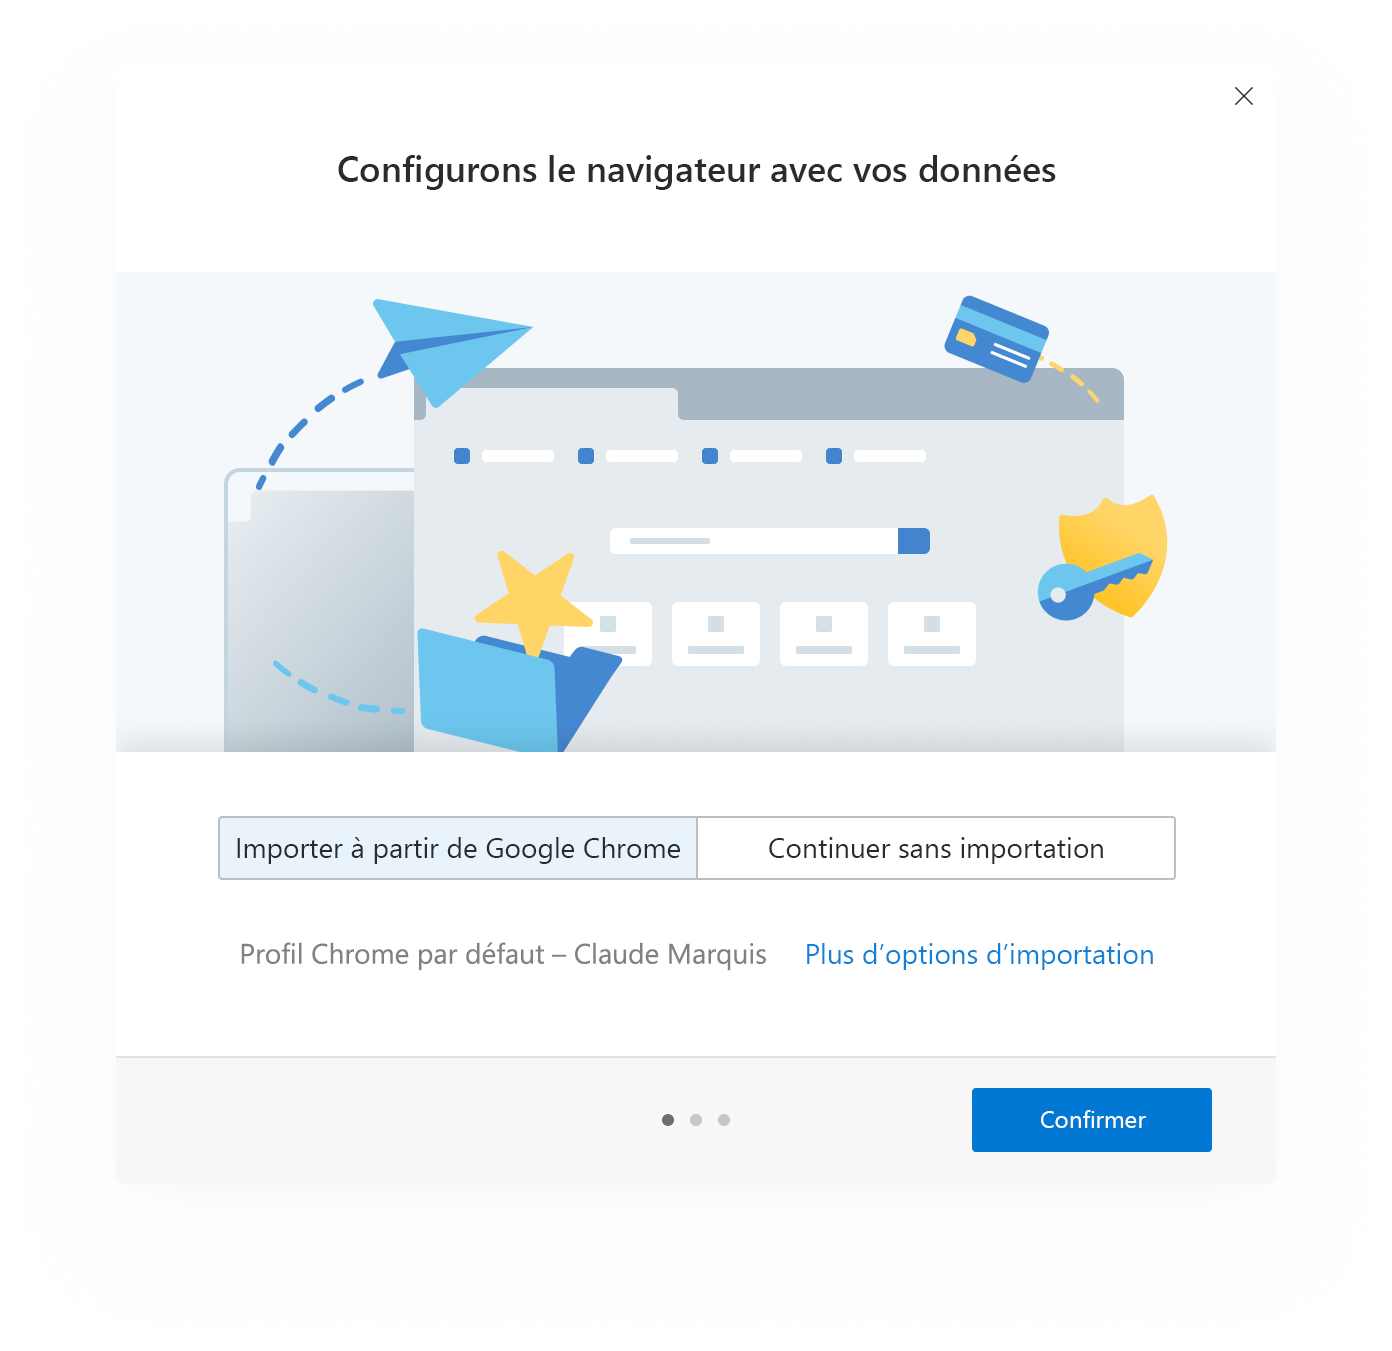 Configurons le navigateur avec vos données
Importer à partir de Google Chrome
Continuer sans importation
Profil Chrome par défaut – Claude Marquis
Plus d’options d’importation
Confirmer